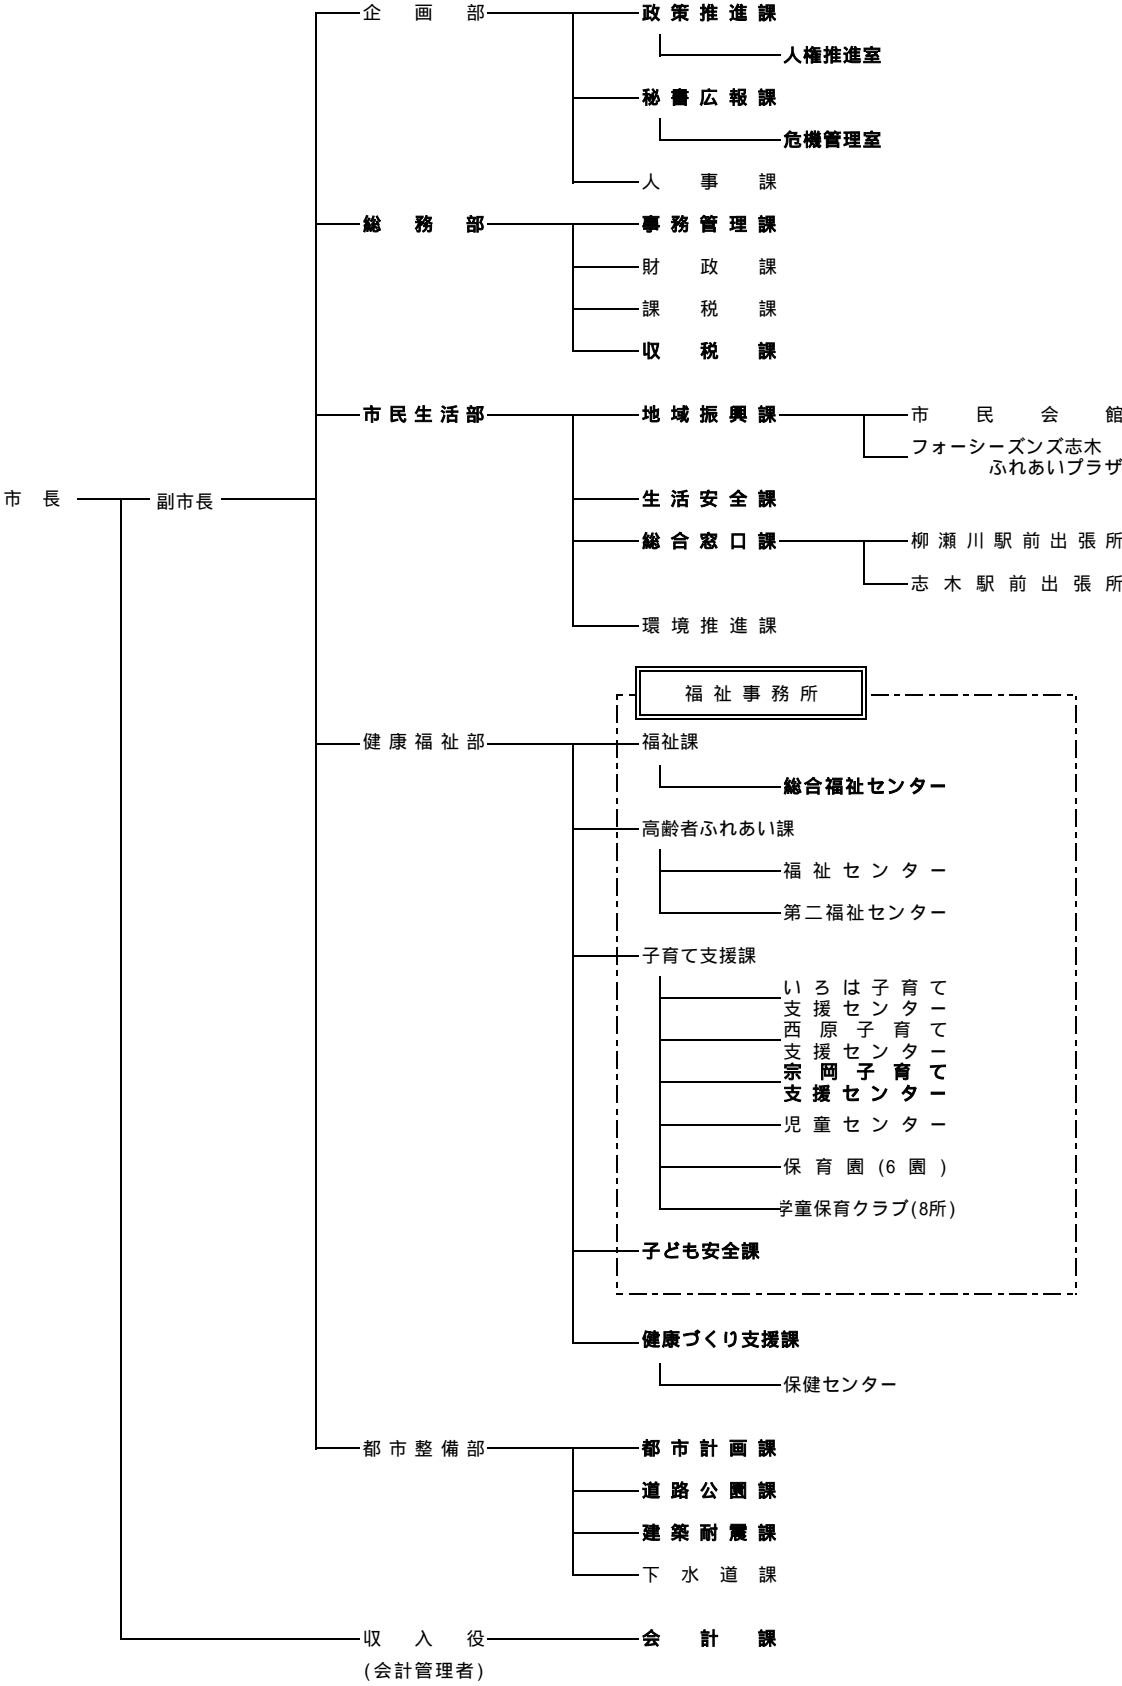 企画部 政策推進課
人権推進室
秘書広報課
危機管理室
人事課
総務部 事務管理課
財政課
課税課
収税課
市民生活部 地域振興課 市民会館
フォーシーズンズ志木
ふれあいプラザ
市長 副市長 生活安全課
総合窓口課 柳瀬川駅前出張所
志木駅前出張所
環境推進課
福祉事務所
健康福祉部 福祉課
総合福祉センター
高齢者ふれあい課
福祉センター
第二福祉センター
子育て支援課
いろは子育て
支援センター
西原子育て
支援センター
宗岡子育て
支援センター
児童センター
保育園(6園)
学童保育クラブ(8所)
子ども安全課
健康づくり支援課
保健センター
都市整備部 都市計画課
道路公園課
建築耐震課
下水道課
収入役 会計課
(会計管理者)